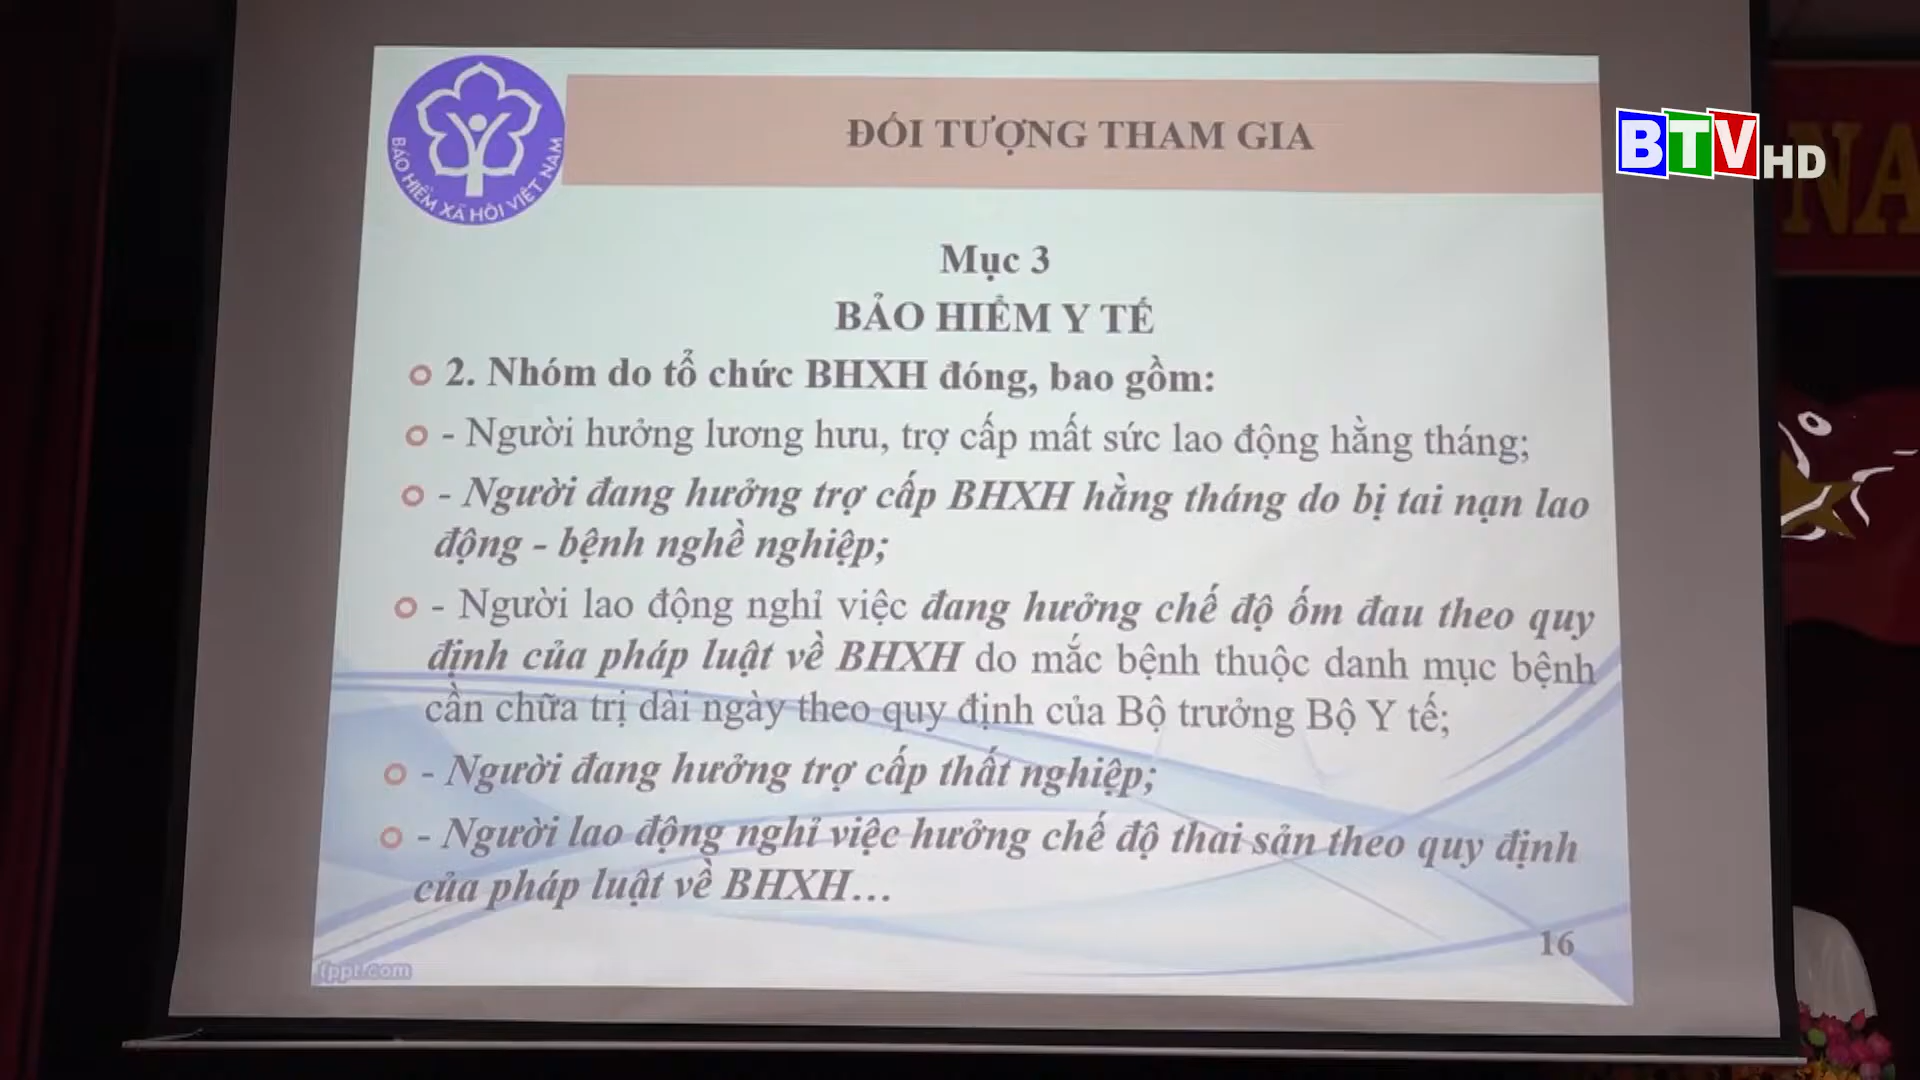 BẢO HIỂM XÃ HỘI VIỆT NAM
ĐỐI TƯỢNG THAM GIA
BTV HD
NA
Mục 3
BẢO HIỂM Y TẾ
2. Nhóm do tổ chức BHXH đóng, bao gồm:
- Người hưởng lương hưu, trợ cấp mất sức lao động hằng tháng;
- Người đang hưởng trợ cấp BHXH hằng tháng do bị tai nạn lao
động - bệnh nghề nghiệp;
- Người lao động nghỉ việc đang hưởng chế độ ốm đau theo quy
định của pháp luật về BHXH do mắc bệnh thuộc danh mục bệnh
cần chữa trị dài ngày theo quy định của Bộ trưởng Bộ Y tế;
- Người đang hưởng trợ cấp thất nghiệp;
- Người lao động nghỉ việc hưởng chế độ thai sản theo quy định
của pháp luật về BHXH...
16
fppt.com